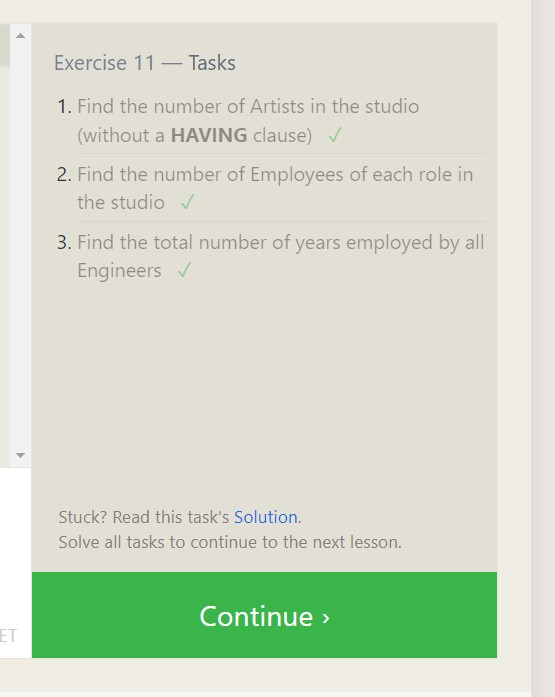 Exercise 11 — Tasks
1. Find the number of Artists in the studio
(without a HAVING clause) ✓
2. Find the number of Employees of each role in
the studio ✓
3. Find the total number of years employed by all
Engineers ✓
Stuck? Read this task's Solution.
Solve all tasks to continue to the next lesson.
ET
Continue ›